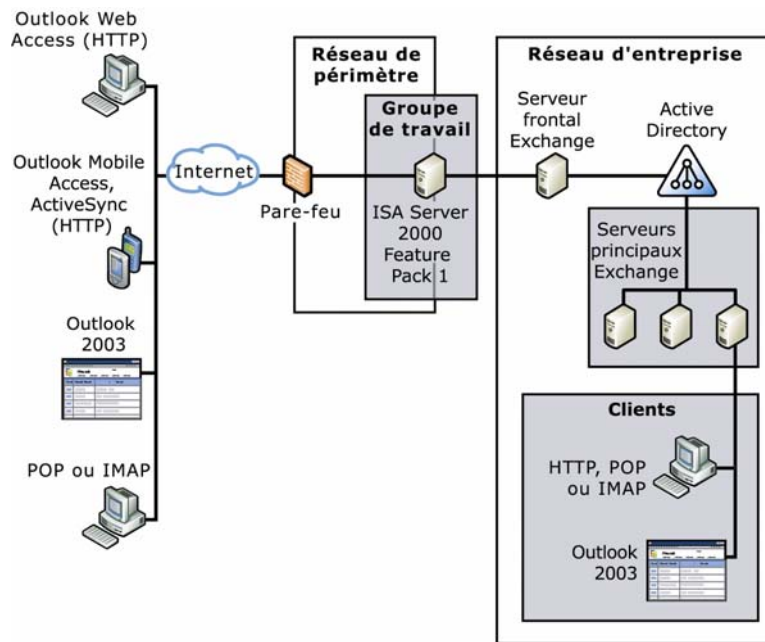 Outlook Web
Access (HTTP)
Outlook Mobile
Access,
ActiveSync
(HTTP)
Outlook
2003
POP ou IMAP
Internet
Pare-feu
Réseau de
périmètre
Groupe
de travail
ISA Server
2000
Feature
Pack 1
Réseau d'entreprise
Serveur
frontal
Exchange
Active
Directory
Serveurs
principaux
Exchange
Clients
HTTP, POP
ou IMAP
Outlook
2003